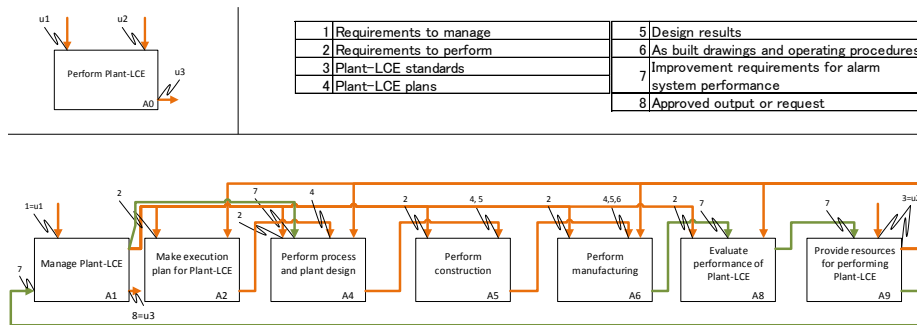 u1
u2
Perform Plant-LCE
u3
A0
1 Requirements to manage
2 Requirements to perform
3 Plant-LCE standards
4 Plant-LCE plans
5 Design results
6 As built drawings and operating procedures
7 Improvement requirements for alarm
system performance
8 Approved output or request
1=u1
2
7
4
2
2
4, 5
2
4,5,6
2
7
7
3=u
7
Manage Plant-LCE
A1
8=u3
Make execution
plan for Plant-LCE
A2
Perform process
and plant design
A4
Perform
construction
A5
Perform
manufacturing
A6
Evaluate
performance of
Plant-LCE
A8
Provide resources
for performing
Plant-LCE
A9